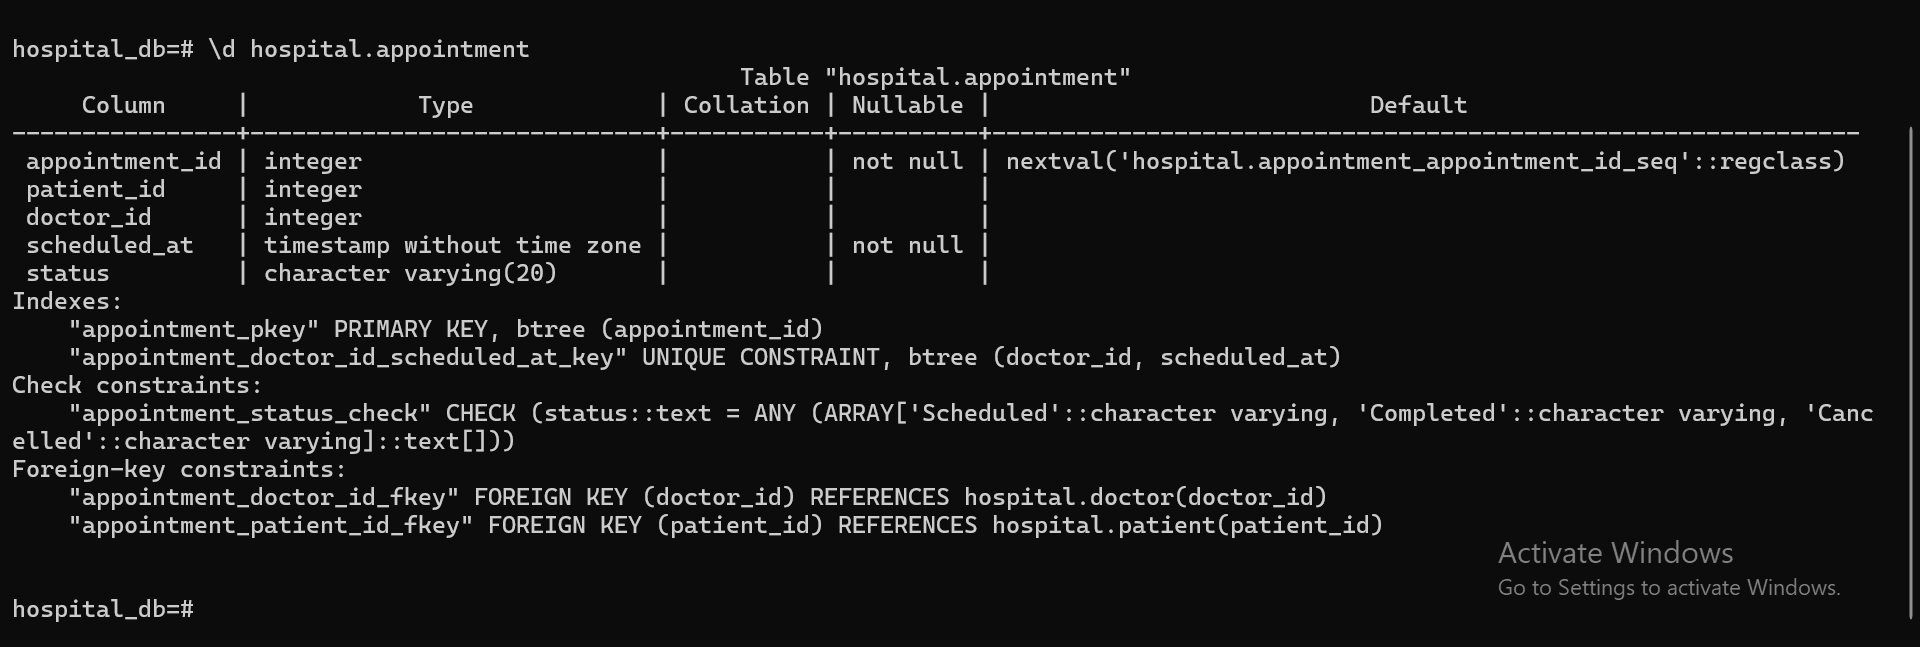 hospital_db=# \d hospital.appointment
                                                    Table "hospital.appointment"
     Column     |            Type             | Collation | Nullable |                           Default
----------------+-----------------------------+-----------+----------+--------------------------------------------------------------
 appointment_id | integer                     |           | not null | nextval('hospital.appointment_appointment_id_seq'::regclass)
 patient_id     | integer                     |           |          |
 doctor_id      | integer                     |           |          |
 scheduled_at   | timestamp without time zone |           | not null |
 status         | character varying(20)       |           |          |
Indexes:
    "appointment_pkey" PRIMARY KEY, btree (appointment_id)
    "appointment_doctor_id_scheduled_at_key" UNIQUE CONSTRAINT, btree (doctor_id, scheduled_at)
Check constraints:
    "appointment_status_check" CHECK (status::text = ANY (ARRAY['Scheduled'::character varying, 'Completed'::character varying, 'Canc
elled'::character varying]::text[]))
Foreign-key constraints:
    "appointment_doctor_id_fkey" FOREIGN KEY (doctor_id) REFERENCES hospital.doctor(doctor_id)
    "appointment_patient_id_fkey" FOREIGN KEY (patient_id) REFERENCES hospital.patient(patient_id)
Activate Windows
Go to Settings to activate Windows.
hospital_db=#